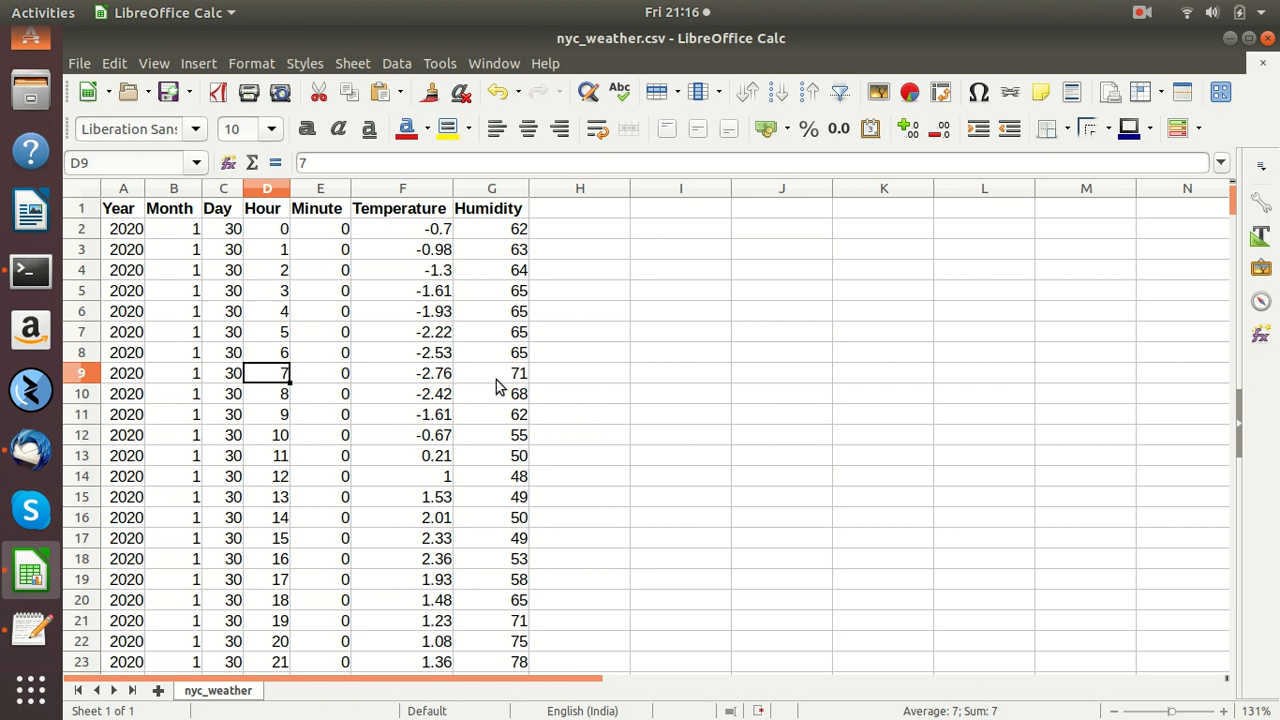 Activities LibreOffice Calc Fri 21:16
nyc_weather.csv - LibreOffice Calc
File Edit View Insert Format Styles Sheet Data Tools Window Help
Liberation Sans 10
D9 7
A B C D E F G H I J K L M N
1 Year Month Day Hour Minute Temperature Humidity
2 2020 1 30 0 0 -0.7 62
3 2020 1 30 1 0 -0.98 63
4 2020 1 30 2 0 -1.3 64
5 2020 1 30 3 0 -1.61 65
6 2020 1 30 4 0 -1.93 65
7 2020 1 30 5 0 -2.22 65
8 2020 1 30 6 0 -2.53 65
9 2020 1 30 7 0 -2.76 71
10 2020 1 30 8 0 -2.42 68
11 2020 1 30 9 0 -1.61 62
12 2020 1 30 10 0 -0.67 55
13 2020 1 30 11 0 0.21 50
14 2020 1 30 12 0 1 48
15 2020 1 30 13 0 1.53 49
16 2020 1 30 14 0 2.01 50
17 2020 1 30 15 0 2.33 49
18 2020 1 30 16 0 2.36 53
19 2020 1 30 17 0 1.93 58
20 2020 1 30 18 0 1.48 65
21 2020 1 30 19 0 1.23 71
22 2020 1 30 20 0 1.08 75
23 2020 1 30 21 0 1.36 78
nyc_weather
Sheet 1 of 1 Default English (India) Average: 7; Sum: 7 131%